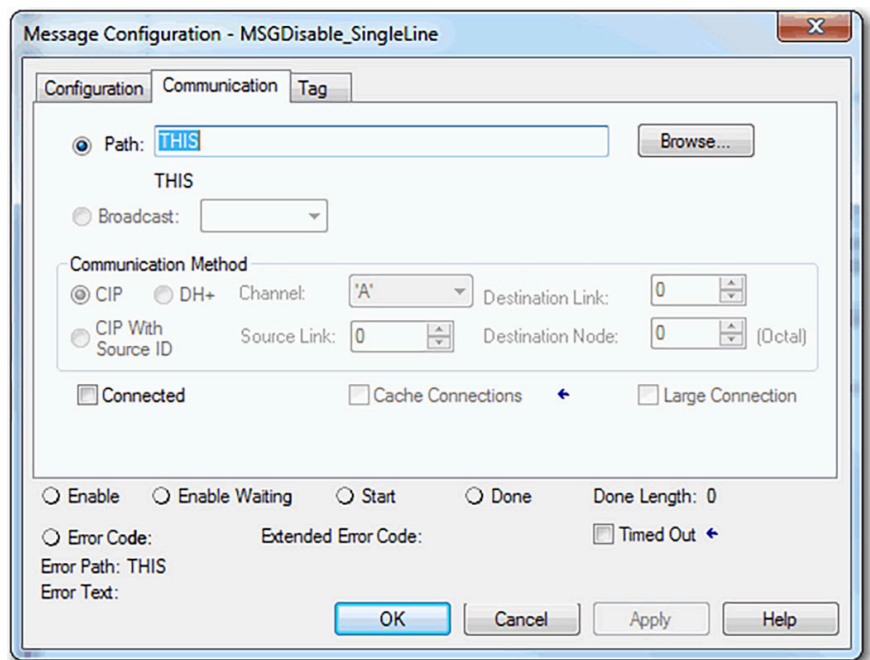 Message Configuration - MSGDisable_SingleLine
Configuration Communication Tag
Path: THIS Browse...
THIS
Broadcast:
Communication Method
CIP DH+ Channel: 'A' Destination Link: 0
CIP With Source ID Source Link: 0 Destination Node: 0 (Octal)
Connected Cache Connections Large Connection
Enable Enable Waiting Start Done Done Length: 0
Error Code: Extended Error Code: Timed Out
Error Path: THIS
Error Text:
OK Cancel Apply Help